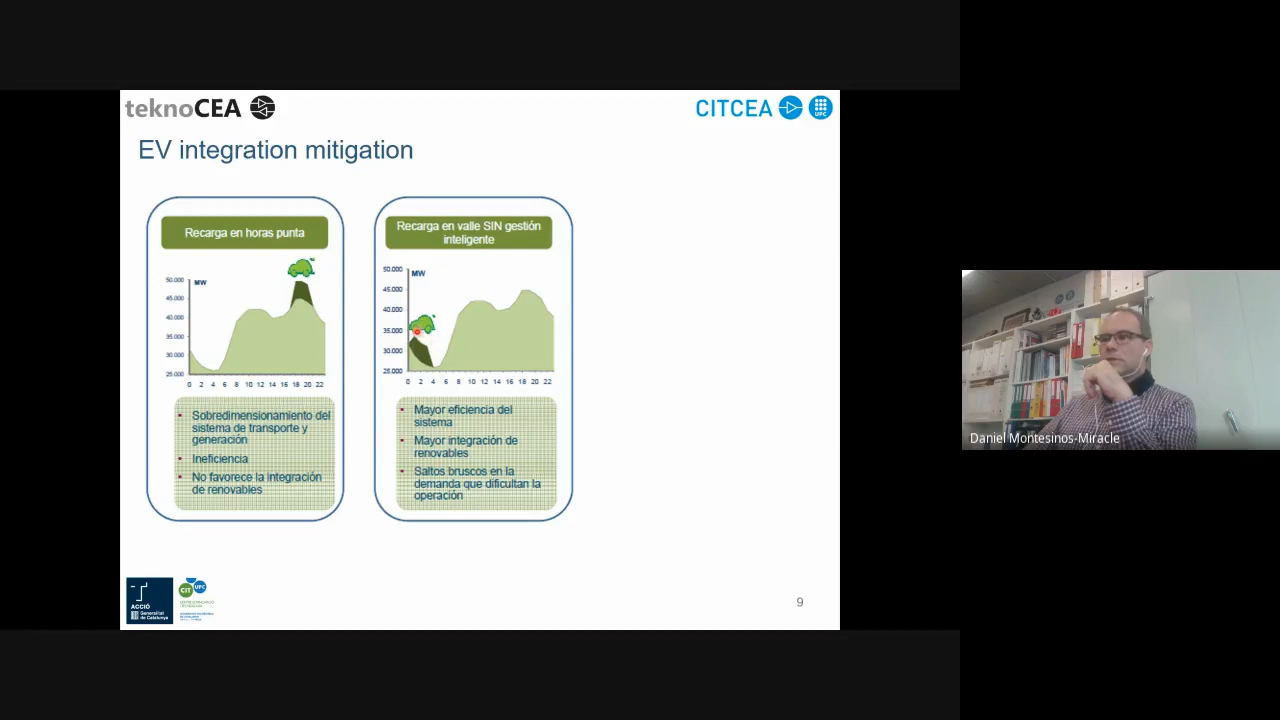 teknoCEA
CITCEA
UPC
EV integration mitigation
Recarga en horas punta
50.000
MW
45.000
40.000
35.000
30.000
25.000
0 2 4 6 8 10 12 14 16 18 20 22
Sobredimensionamiento del
sistema de transporte y
generación
Ineficiencia
No favorece la integración
de renovables
Recarga en valle SIN gestión
inteligente
50.000
MW
45.000
40.000
35.000
30.000
25.000
0 2 4 6 8 10 12 14 16 18 20 22
Mayor eficiencia del
sistema
Mayor integración de
renovables
Saltos bruscos en la
demanda que dificultan la
operación
Daniel Montesinos-Miracle
ACCIÓ
Generalitat
de Catalunya
CIT
UPC
9